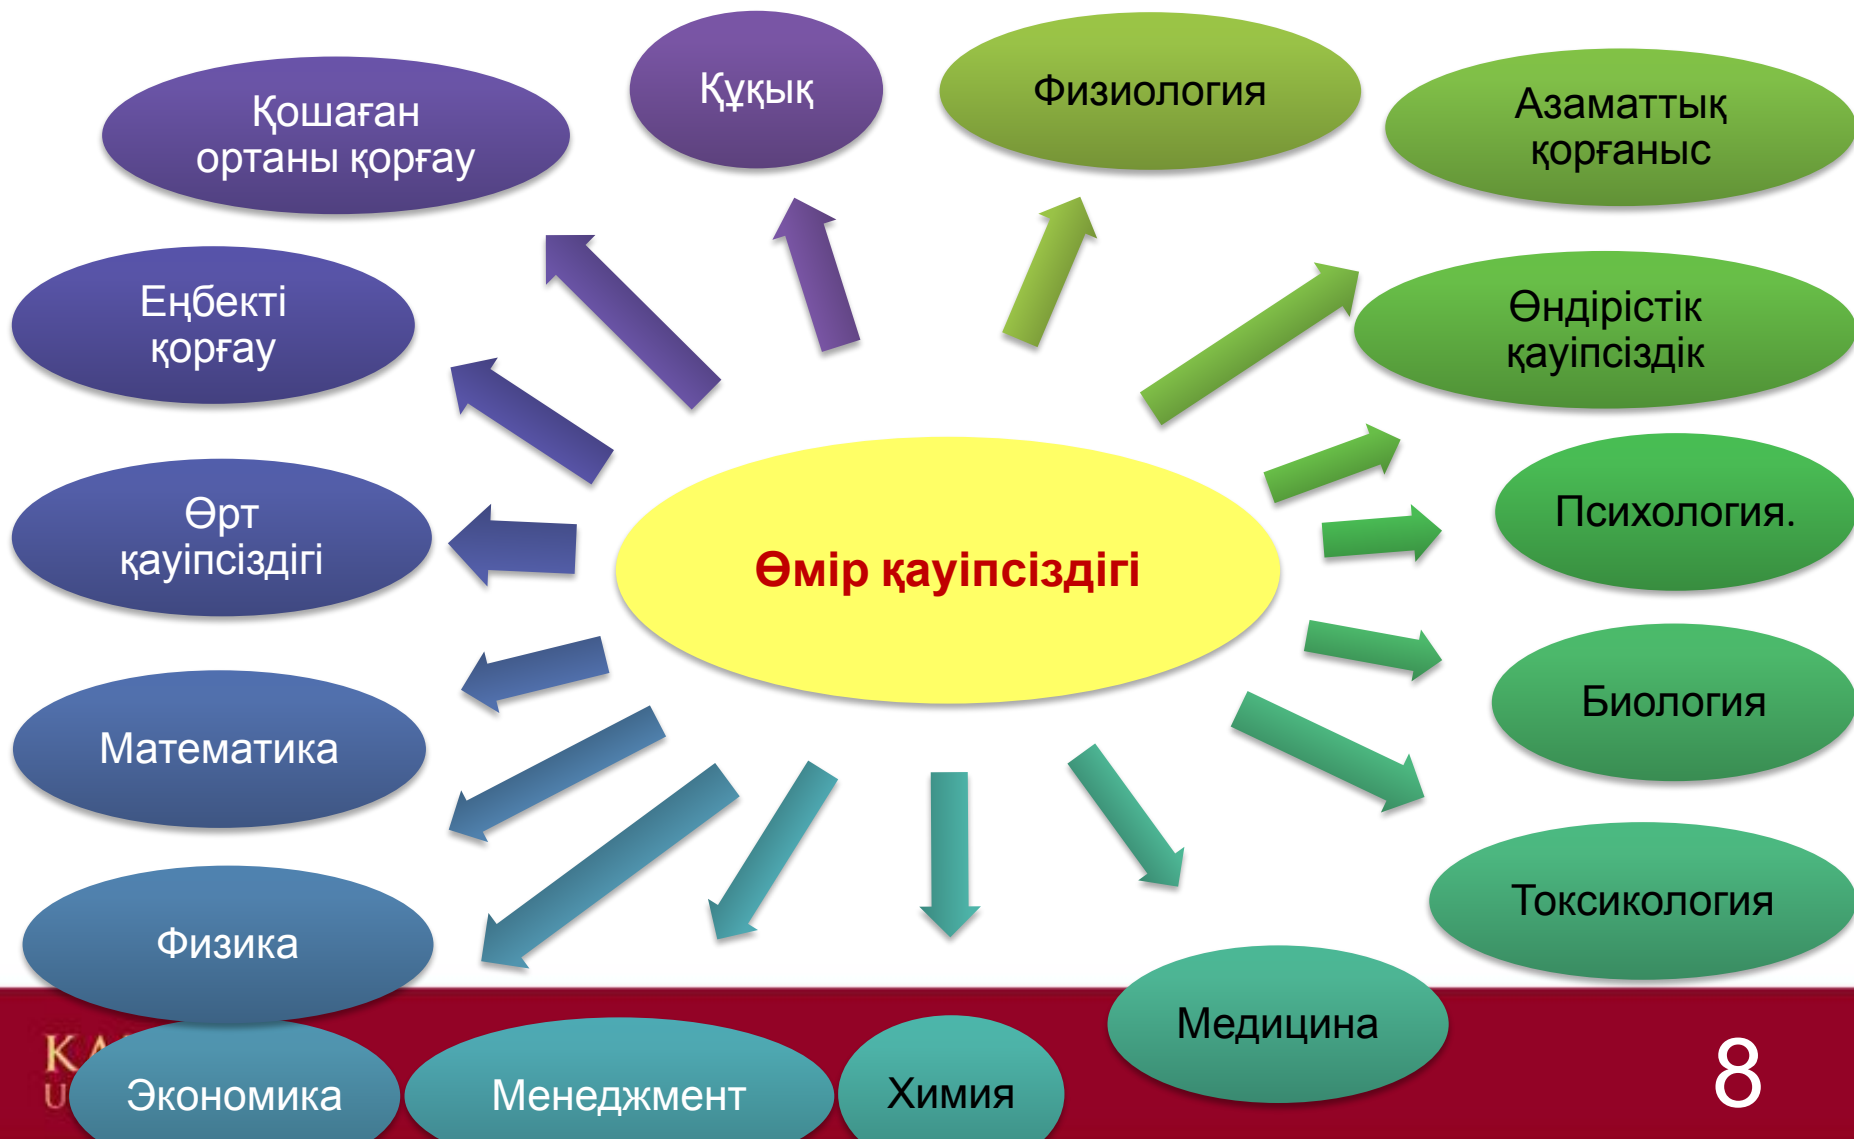 Құқық
Физиология
Қошаған
ортаны қорғау
Азаматтық
қорғаныс
Еңбекті
қорғау
Өндірістік
қауіпсіздік
Өрт
қауіпсіздігі
Өмір қауіпсіздігі
Психология.
Математика
Биология
Физика
Токсикология
Медицина
Экономика
Менеджмент
Химия
8